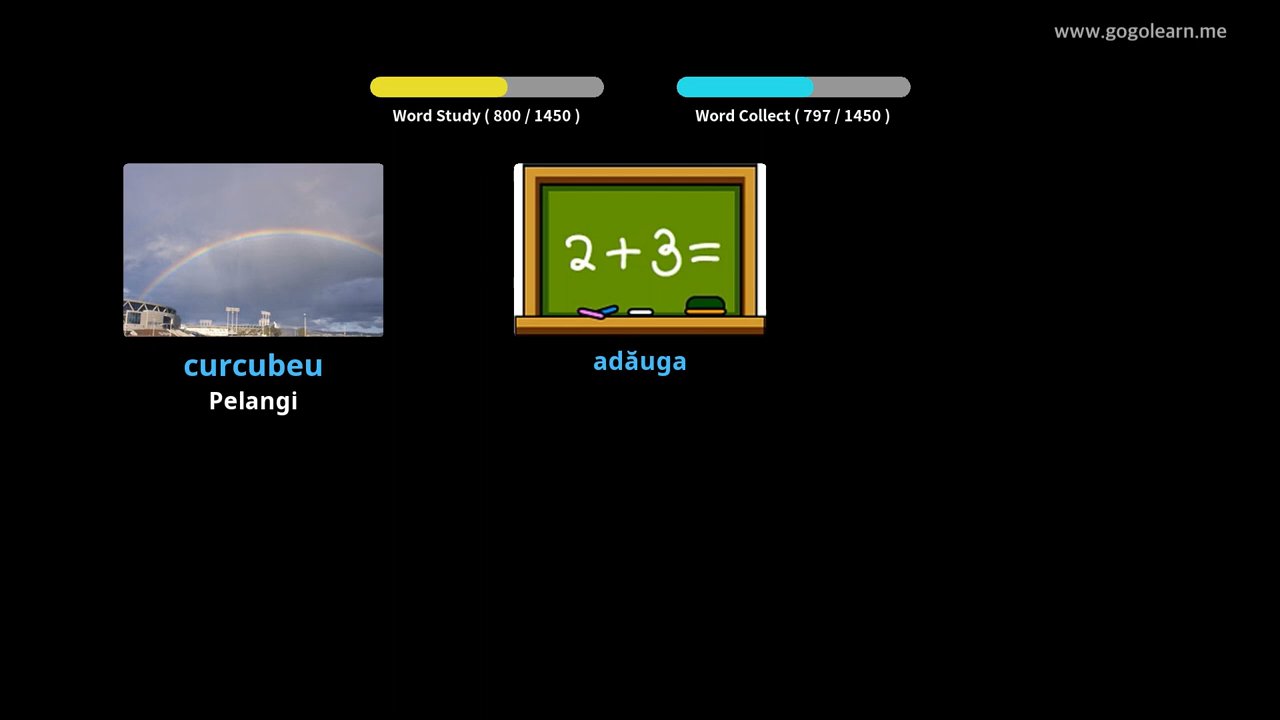 www.gogolearn.me
Word Study ( 800 / 1450 )
Word Collect ( 797 / 1450 )
2+3=
curcubeu
Pelangi
adăuga